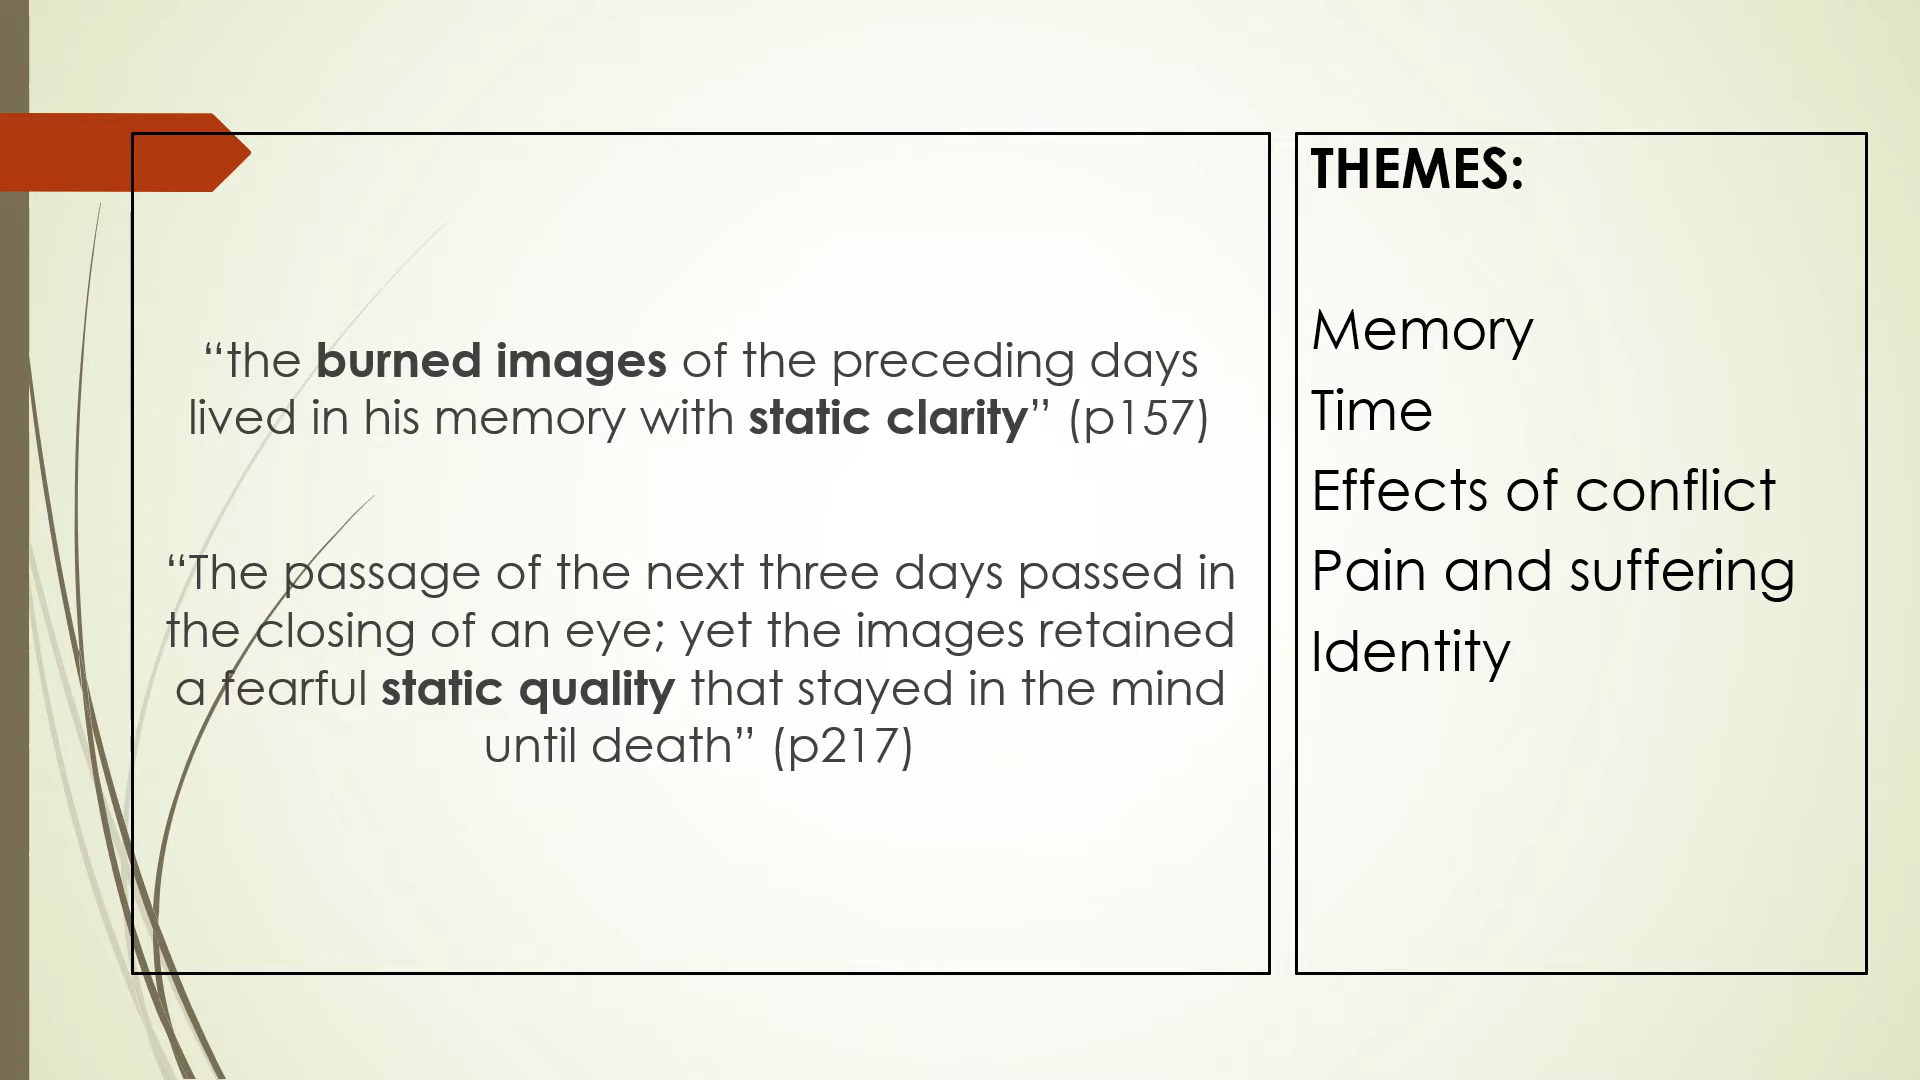 “the burned images of the preceding days
lived in his memory with static clarity” (p157)
“The passage of the next three days passed in
the closing of an eye; yet the images retained
a fearful static quality that stayed in the mind
until death” (p217)
THEMES:
Memory
Time
Effects of conflict
Pain and suffering
Identity